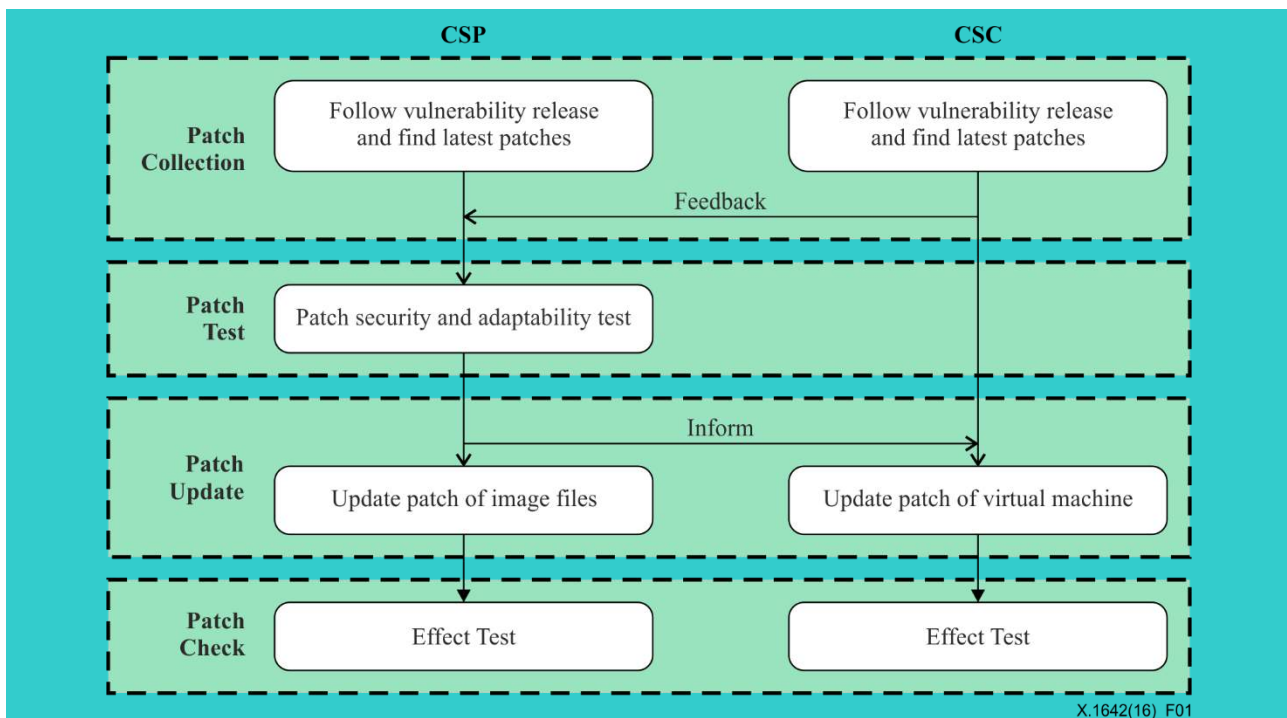 CSP
CSC
Patch
Collection
Follow vulnerability release
and find latest patches
Follow vulnerability release
and find latest patches
Feedback
Patch
Test
Patch security and adaptability test
Patch
Update
Inform
Update patch of image files
Update patch of virtual machine
Patch
Check
Effect Test
Effect Test
X.1642(16)_F01